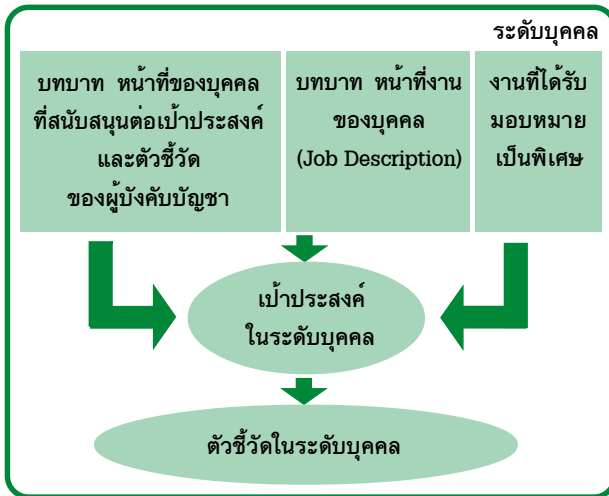 ระดับบุคคล
บทบาท หน้าที่ของบุคคล
ที่สนับสนุนต่อเป้าประสงค์
และตัวชี้วัด
ของผู้บังคับบัญชา
บทบาท หน้าที่งาน
ของบุคคล
(Job Description)
งานที่ได้รับ
มอบหมาย
เป็นพิเศษ
เป้าประสงค์
ในระดับบุคคล
ตัวชี้วัดในระดับบุคคล